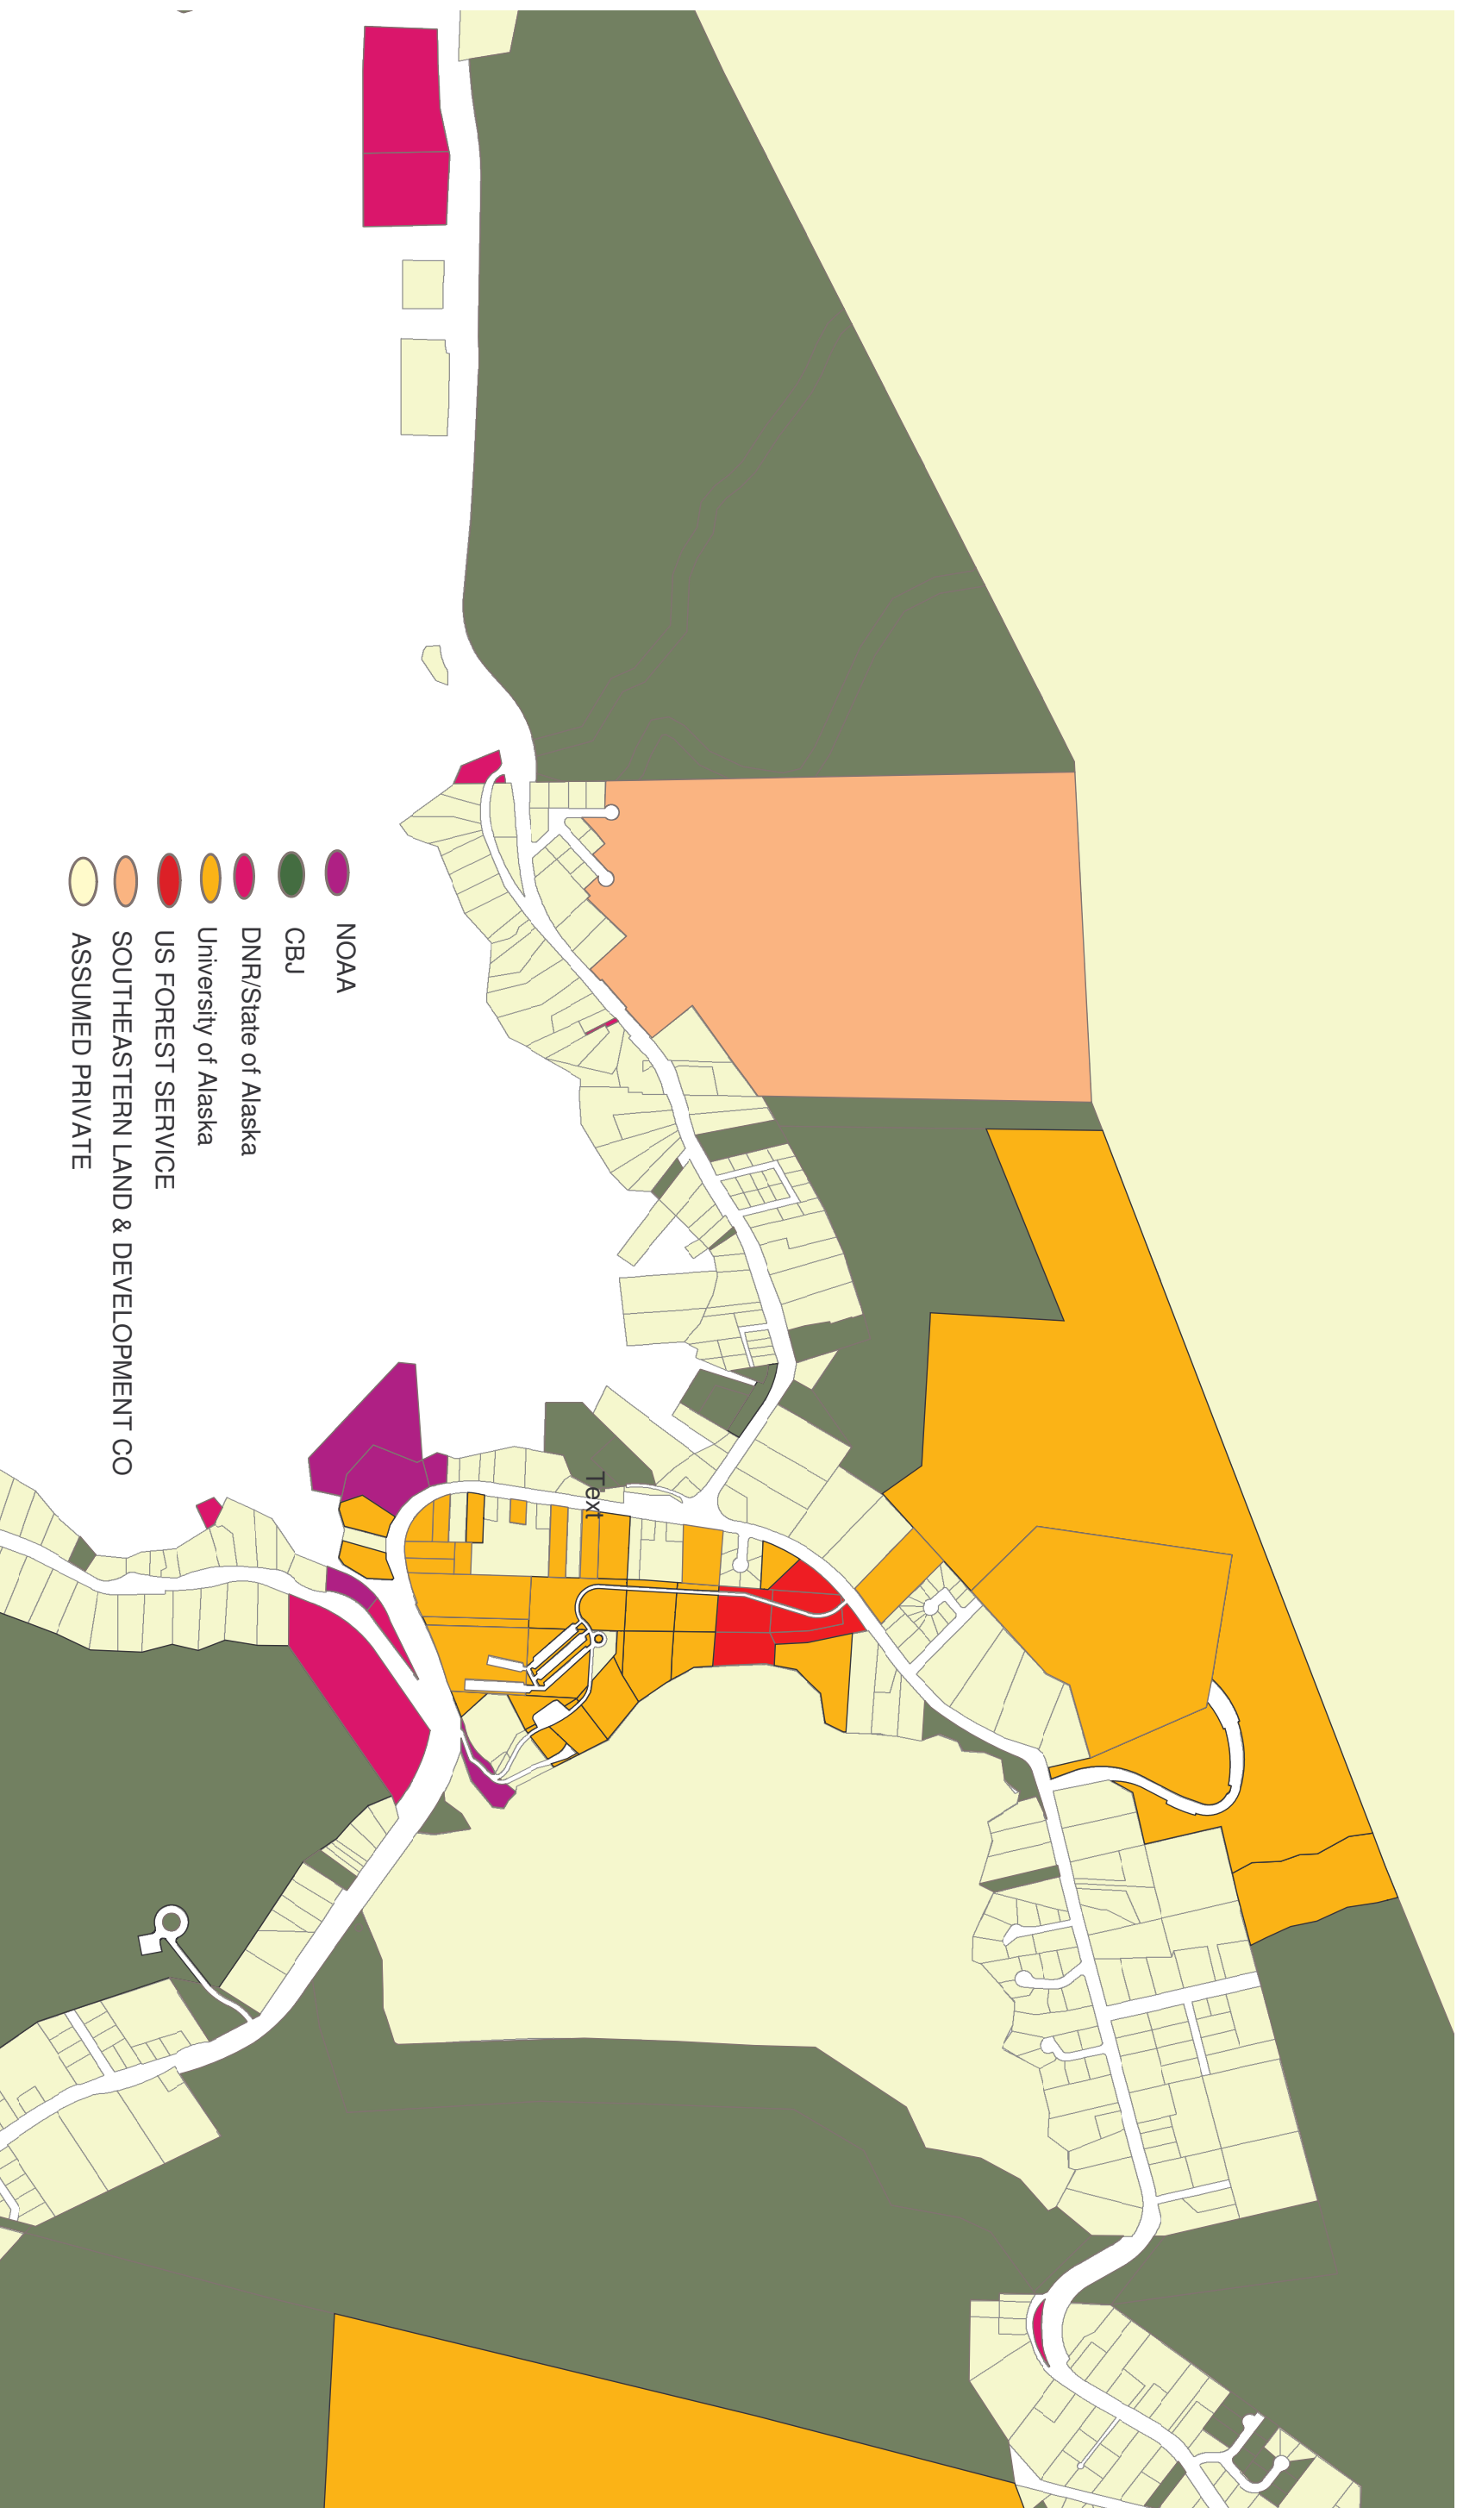 NOAA
CBJ
DNR/State of Alaska
University of Alaska
US FOREST SERVICE
SOUTHEASTERN LAND & DEVELOPMENT CO
ASSUMED PRIVATE
Text